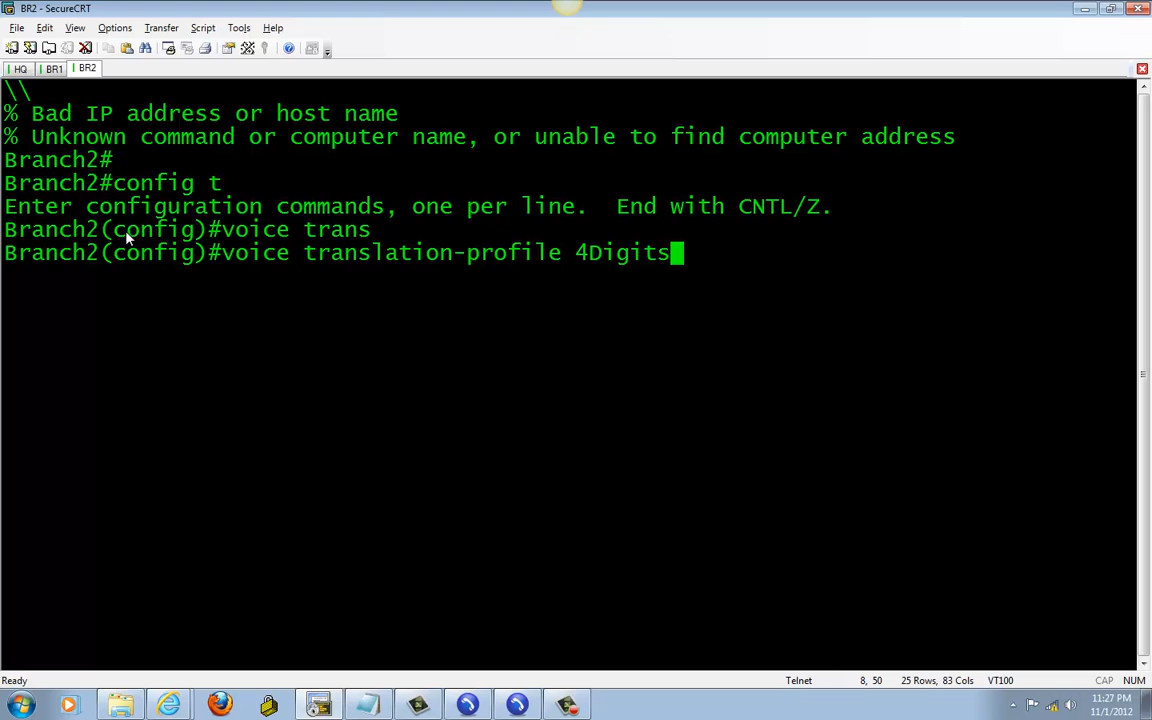 BR2 - SecureCRT
File Edit View Options Transfer Script Tools Help
HQ BR1 BR2
\\
% Bad IP address or host name
% Unknown command or computer name, or unable to find computer address
Branch2#
Branch2#config t
Enter configuration commands, one per line.  End with CNTL/Z.
Branch2(config)#voice trans
Branch2(config)#voice translation-profile 4Digits
Ready Telnet 8, 50 25 Rows, 83 Cols VT100 CAP NUM
11:27 PM
11/1/2012